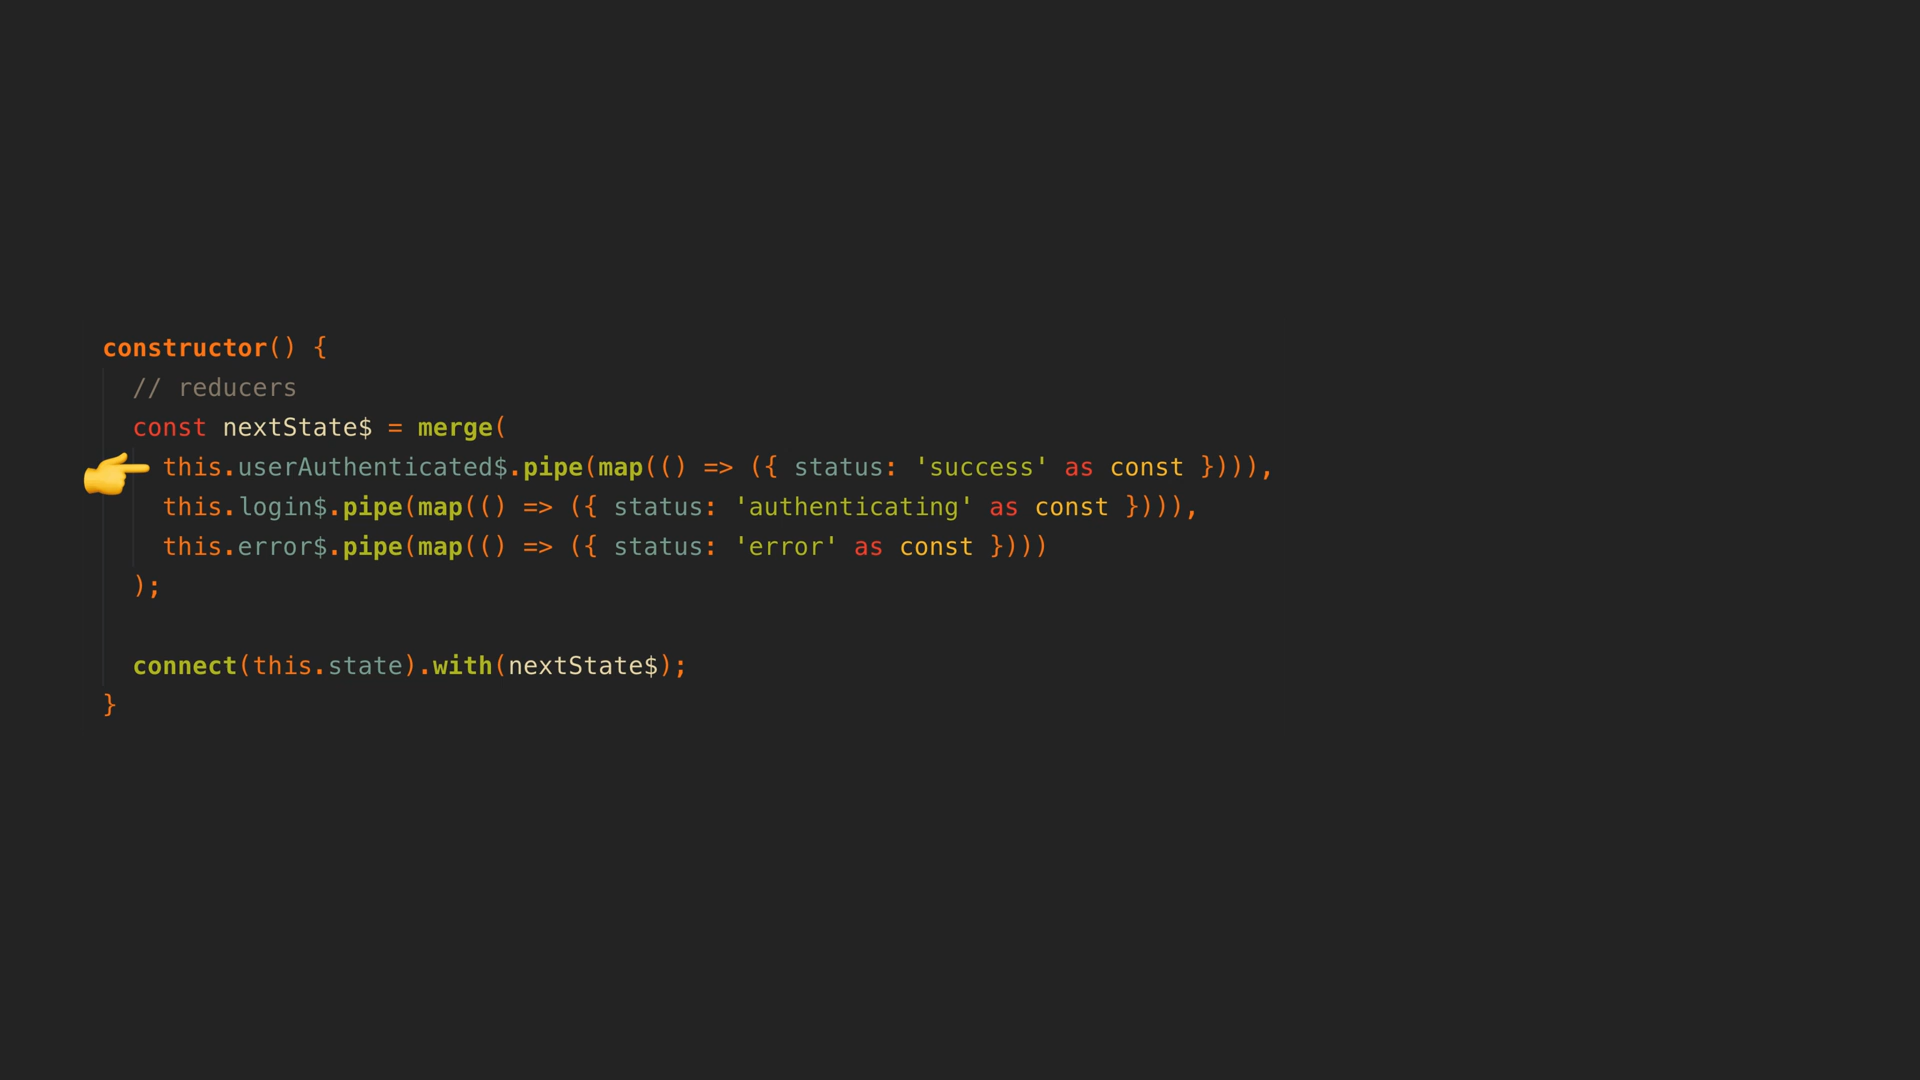 constructor() {
// reducers
const nextState$ = merge(
this.userAuthenticated$.pipe(map(() => ({ status: 'success' as const }))),
this.login$.pipe(map(() => ({ status: 'authenticating' as const }))),
this.error$.pipe(map(() => ({ status: 'error' as const })))
);
connect(this.state).with(nextState$);
}